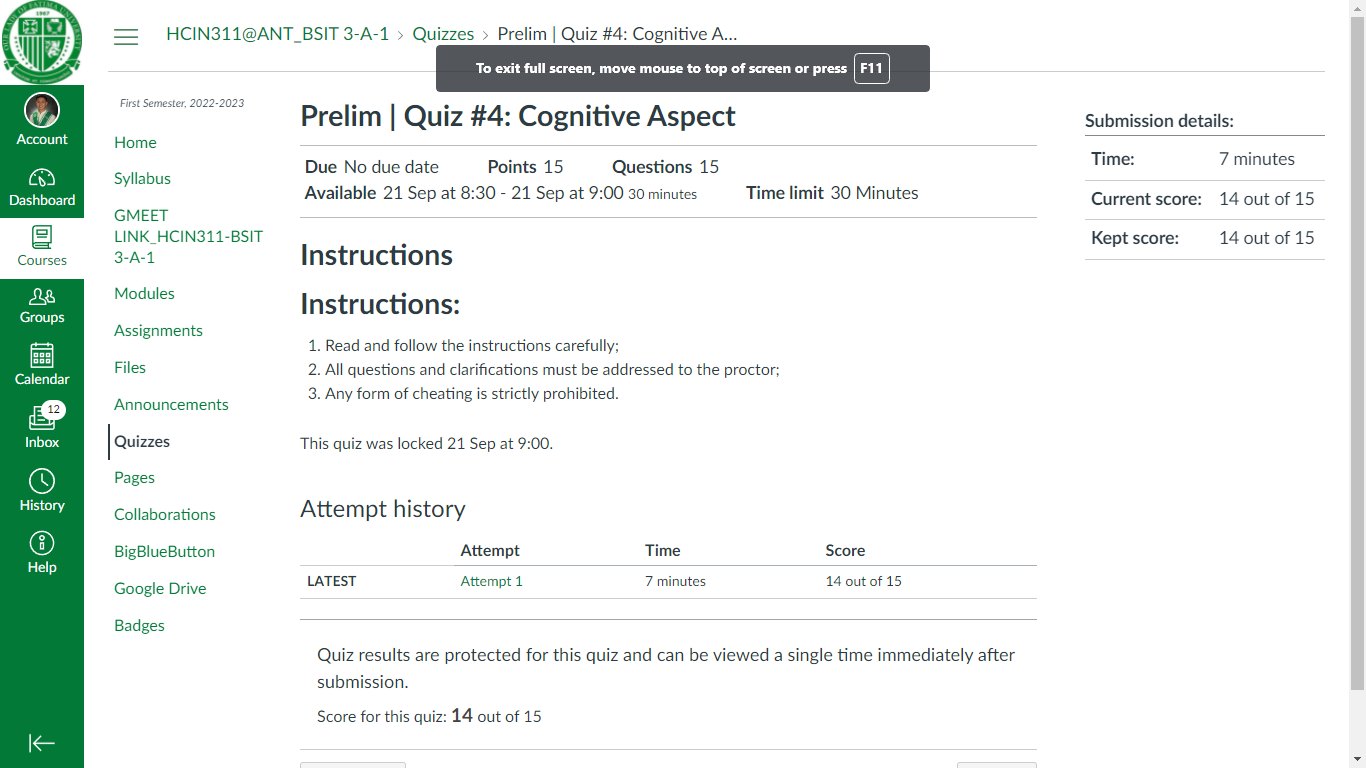 HCIN311@ANT_BSIT 3-A-1 > Quizzes > Prelim | Quiz #4: Cognitive A...
To exit full screen, move mouse to top of screen or press F11
Account
Dashboard
Courses
Groups
Calendar
12
Inbox
History
Help
First Semester, 2022-2023
Home
Syllabus
GMEET
LINK_HCIN311-BSIT
3-A-1
Modules
Assignments
Files
Announcements
Quizzes
Pages
Collaborations
BigBlueButton
Google Drive
Badges
Prelim | Quiz #4: Cognitive Aspect
Due No due date Points 15 Questions 15
Available 21 Sep at 8:30 - 21 Sep at 9:00 30 minutes Time limit 30 Minutes
Instructions
Instructions:
1. Read and follow the instructions carefully;
2. All questions and clarifications must be addressed to the proctor;
3. Any form of cheating is strictly prohibited.
This quiz was locked 21 Sep at 9:00.
Attempt history
Attempt Time Score
LATEST Attempt 1 7 minutes 14 out of 15
Quiz results are protected for this quiz and can be viewed a single time immediately after
submission.
Score for this quiz: 14 out of 15
Submission details:
Time: 7 minutes
Current score: 14 out of 15
Kept score: 14 out of 15